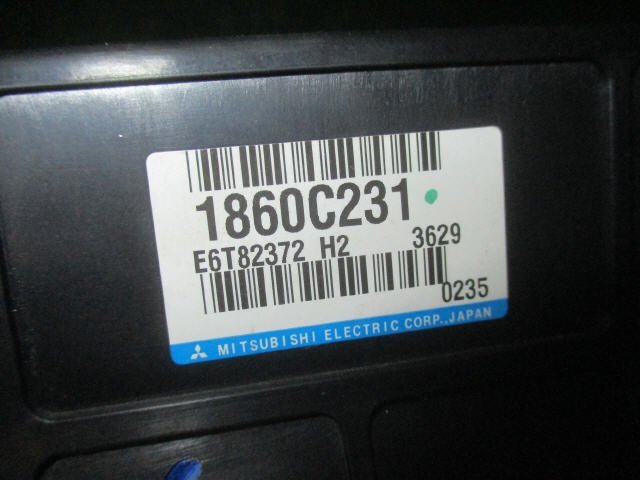 1860C231
E6T82372 H2 3629
0235
MITSUBISHI ELECTRIC CORP.,JAPAN